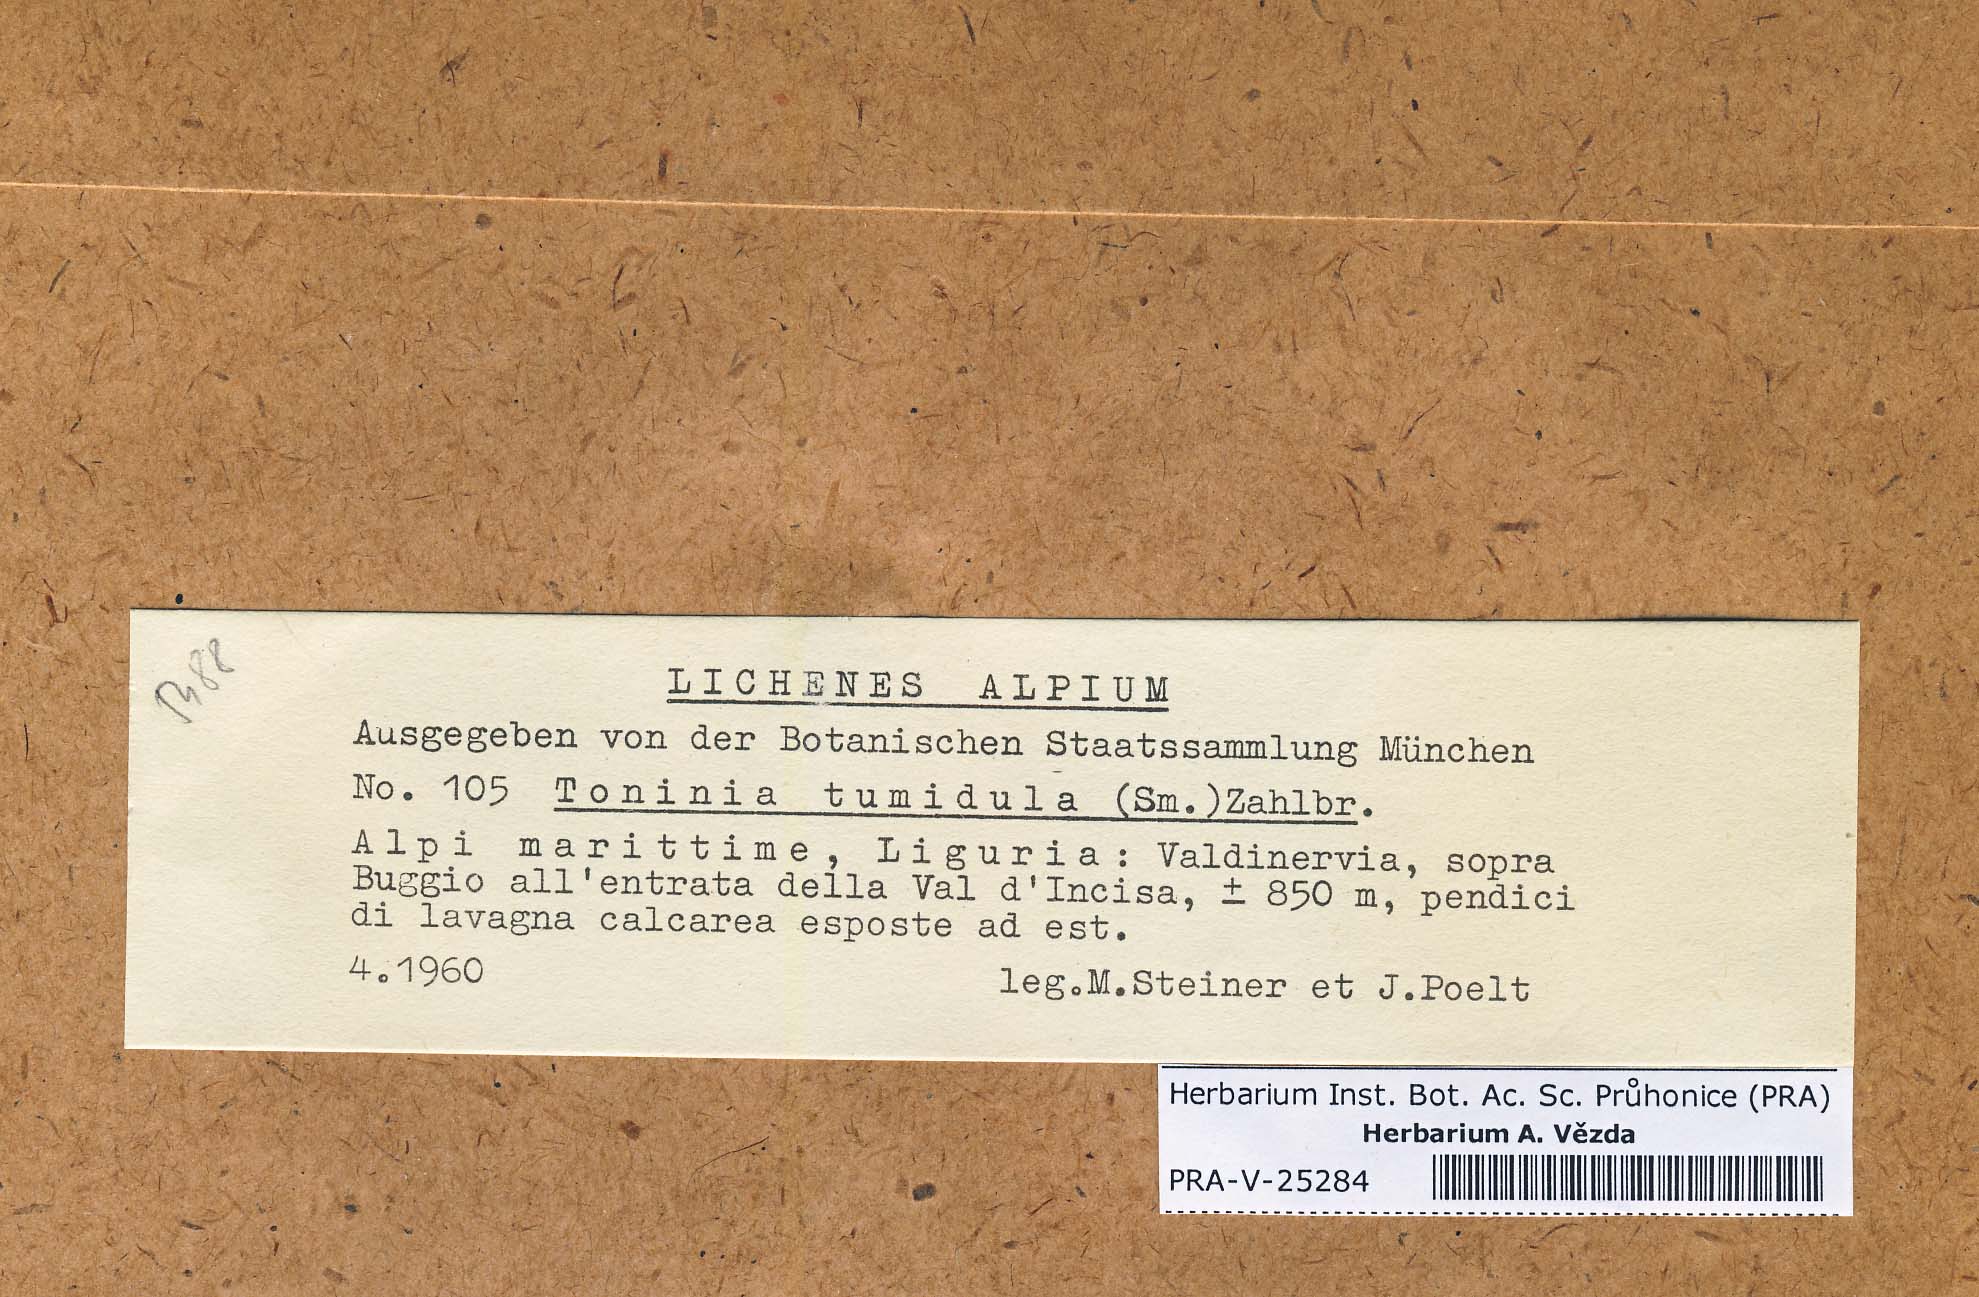 LICHENES ALPIUM
Ausgegeben von der Botanischen Staatssammlung München
No. 105 Toninia tumidula (Sm.)Zahlbr.
Alpi marittime, Liguria: Valdinervia, sopra
Buggio all'entrata della Val d'Incisa, ± 850 m, pendici
di lavagna calcarea esposte ad est.
4.1960 leg.M.Steiner et J.Poelt
Herbarium Inst. Bot. Ac. Sc. Průhonice (PRA)
Herbarium A. Vězda
PRA-V-25284